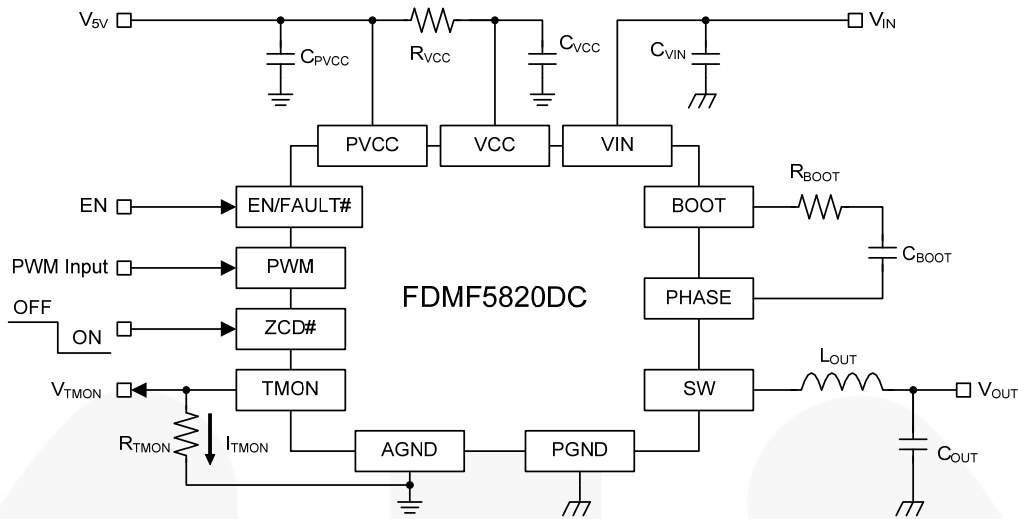 V5V
CPVCC
RVCC
CVCC
CVIN
VIN
PVCC
VCC
VIN
EN
EN/FAULT#
BOOT
RBOOT
PWM Input
PWM
CBOOT
FDMF5820DC
PHASE
OFF
ON
ZCD#
VTMON
TMON
SW
LOUT
VOUT
RTMON
ITMON
AGND
PGND
COUT